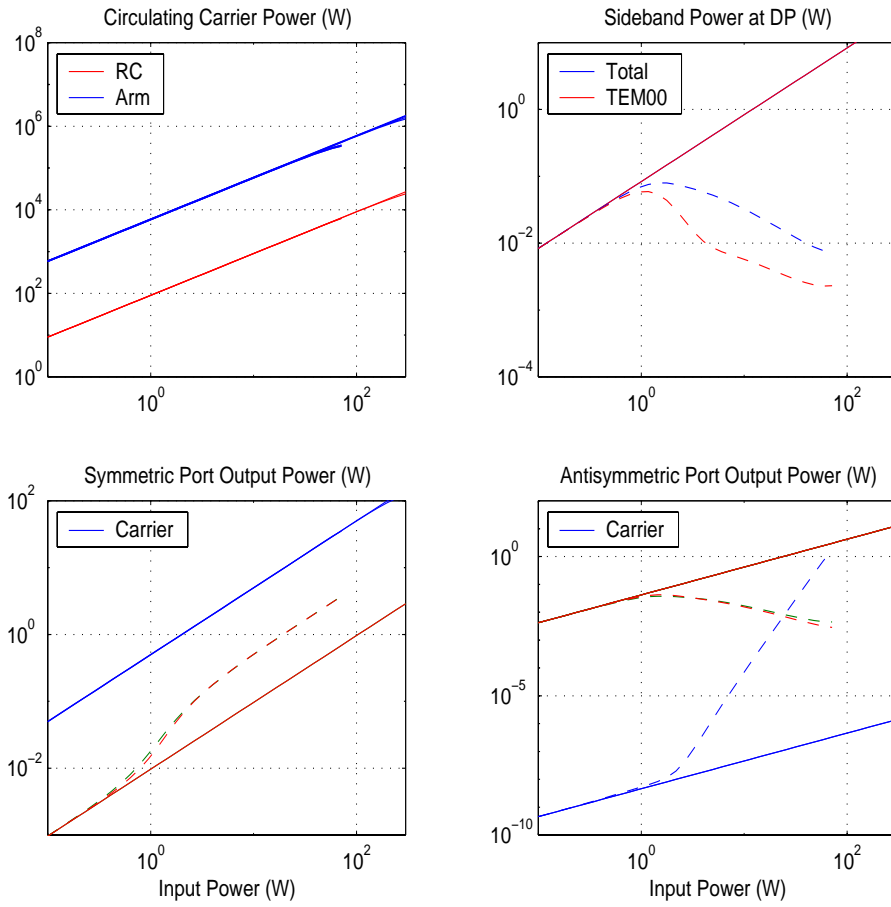 Circulating Carrier Power (W)
10^8
10^6
10^4
10^2
10^0
RC
Arm
10^0
10^2
Sideband Power at DP (W)
10^0
10^-2
10^-4
Total
TEM00
10^0
10^2
Symmetric Port Output Power (W)
10^2
10^0
10^-2
Carrier
10^0
10^2
Input Power (W)
Antisymmetric Port Output Power (W)
10^0
10^-5
10^-10
Carrier
10^0
10^2
Input Power (W)